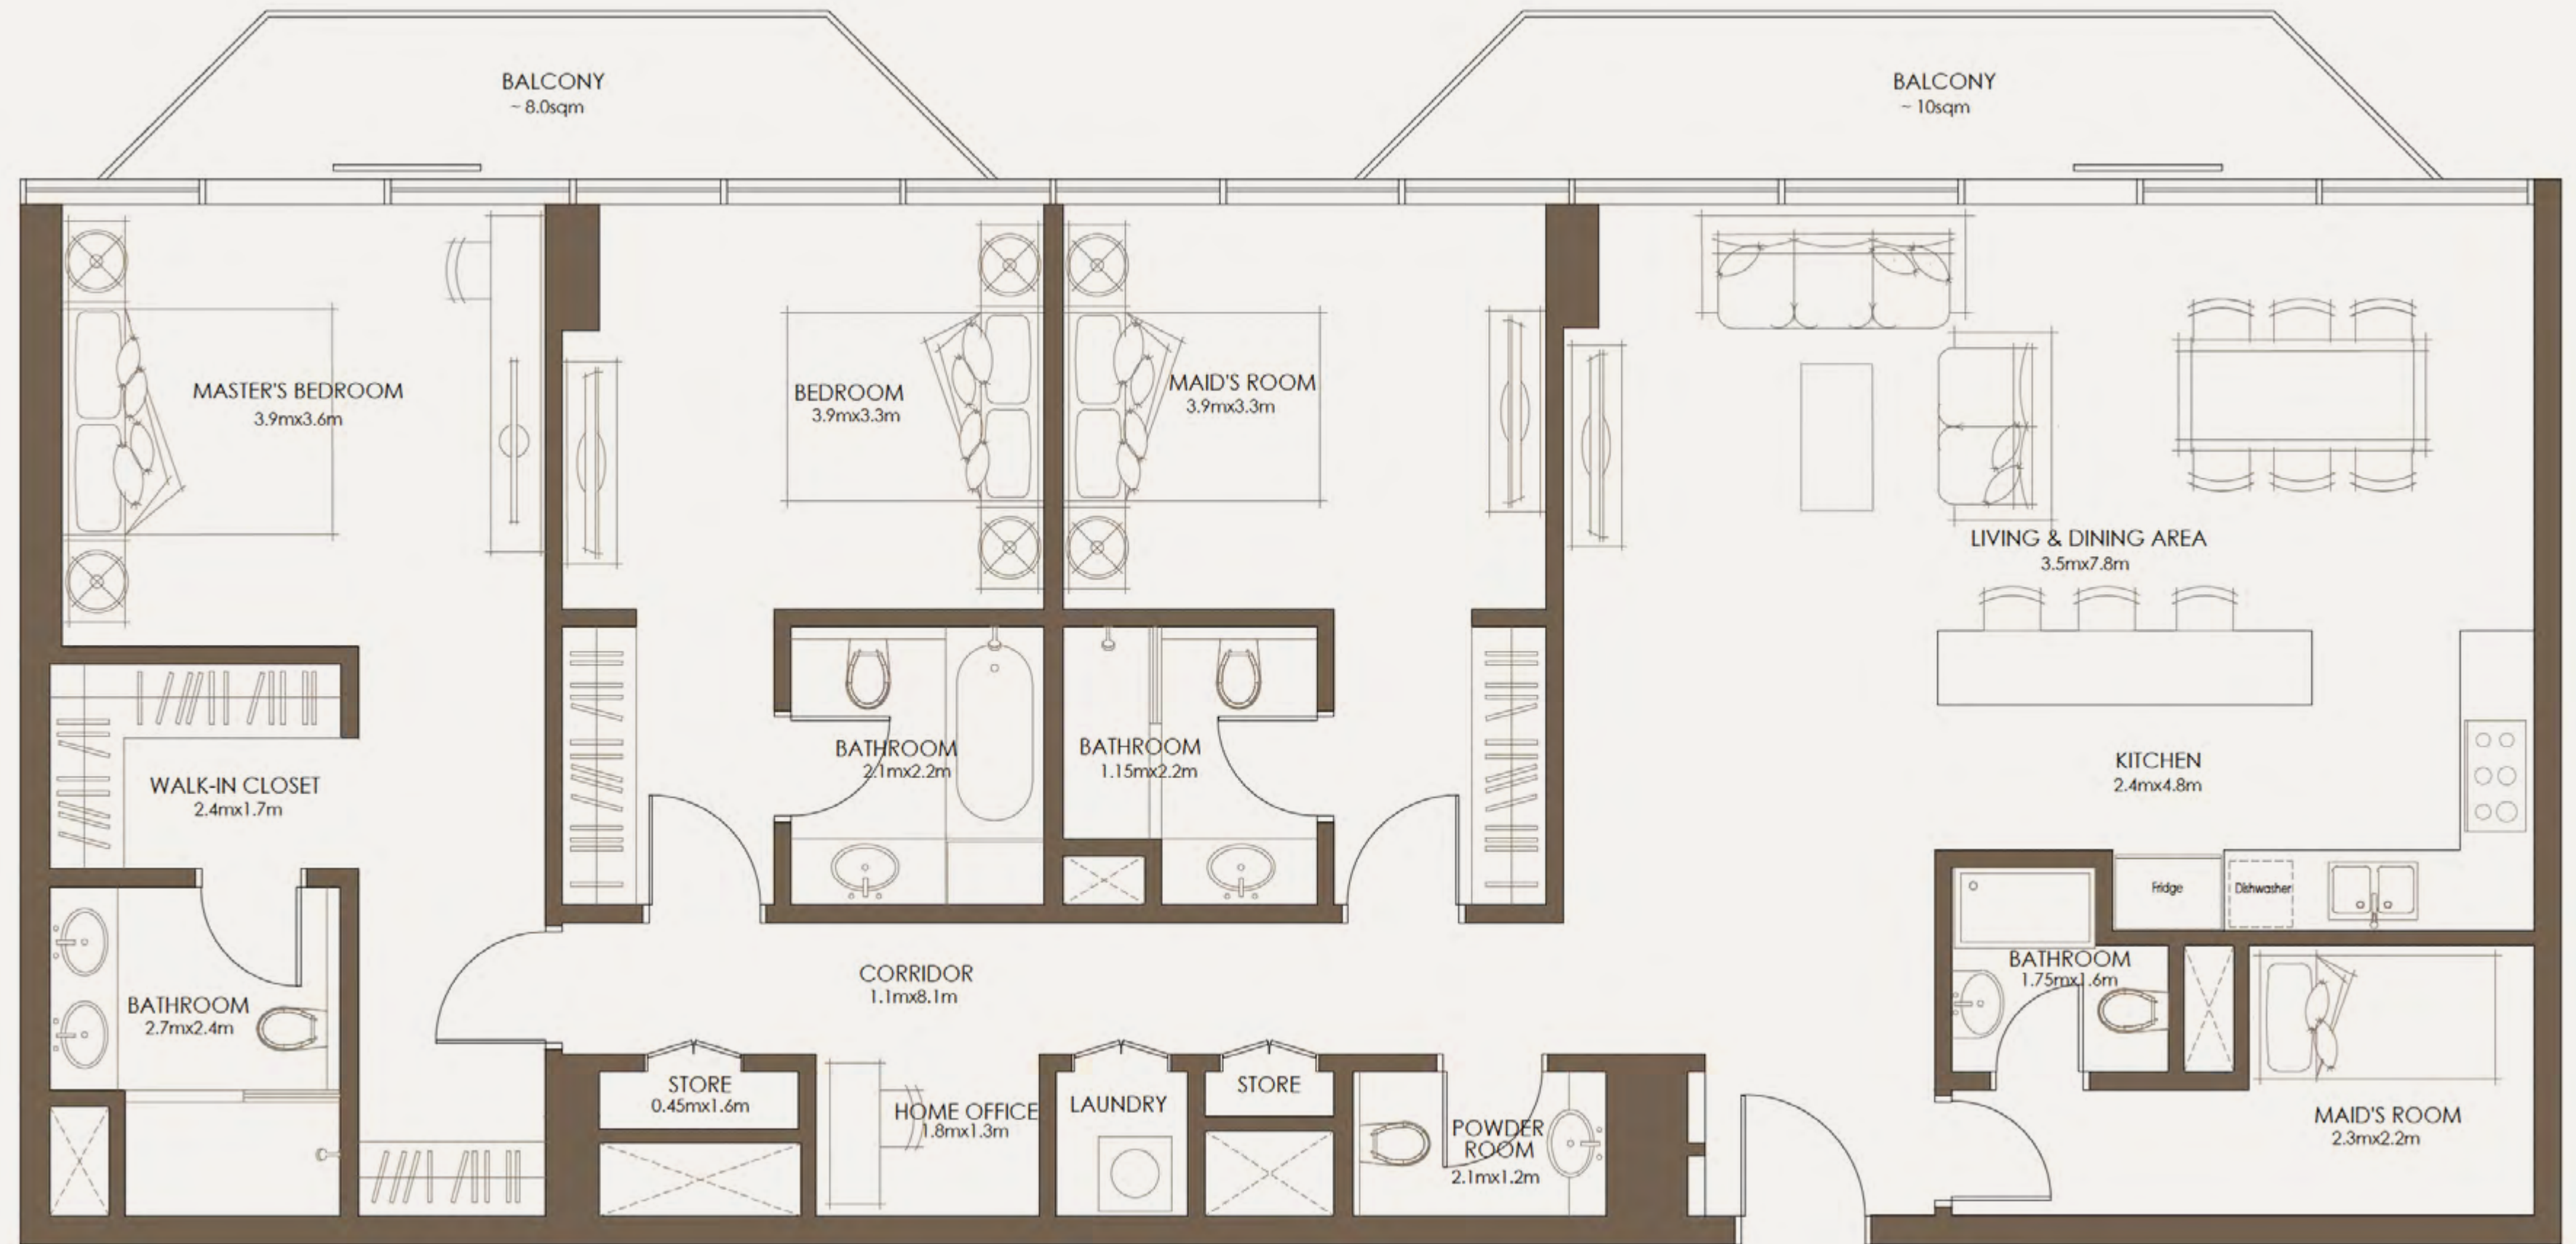 BALCONY
~ 8.0sqm
BALCONY
~ 10sqm
MASTER'S BEDROOM
3.9mx3.6m
BEDROOM
3.9mx3.3m
MAID'S ROOM
3.9mx3.3m
LIVING & DINING AREA
3.5mx7.8m
WALK-IN CLOSET
2.4mx1.7m
BATHROOM
2.1mx2.2m
BATHROOM
1.15mx2.2m
KITCHEN
2.4mx4.8m
Fridge
Dishwasher
BATHROOM
2.7mx2.4m
CORRIDOR
1.1mx8.1m
BATHROOM
1.75mx1.6m
STORE
0.45mx1.6m
HOME OFFICE
1.8mx1.3m
LAUNDRY
STORE
POWDER
ROOM
2.1mx1.2m
MAID'S ROOM
2.3mx2.2m